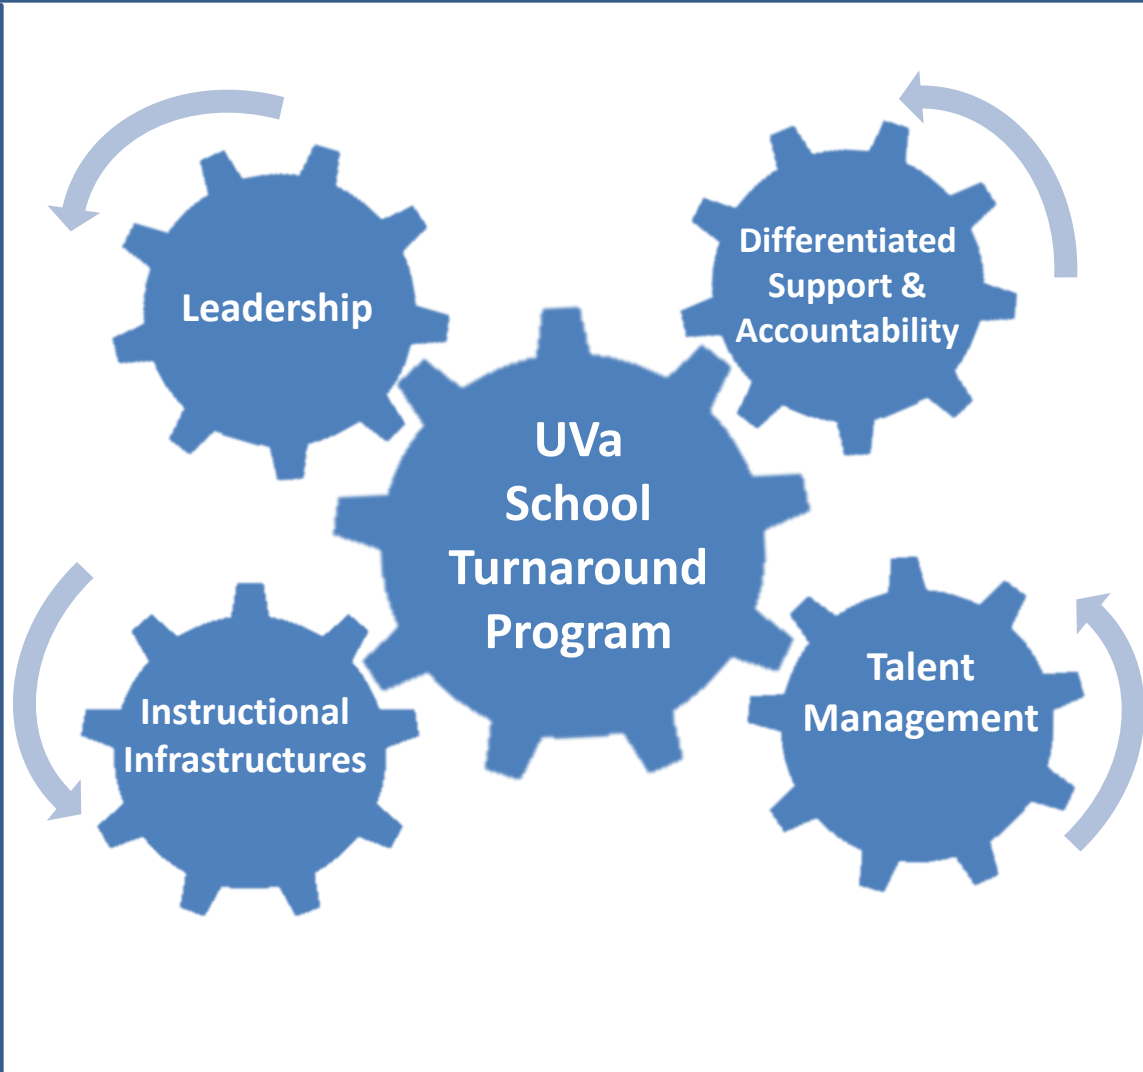 Leadership
Differentiated
Support &
Accountability
UVa
School
Turnaround
Program
Instructional
Infrastructures
Talent
Management